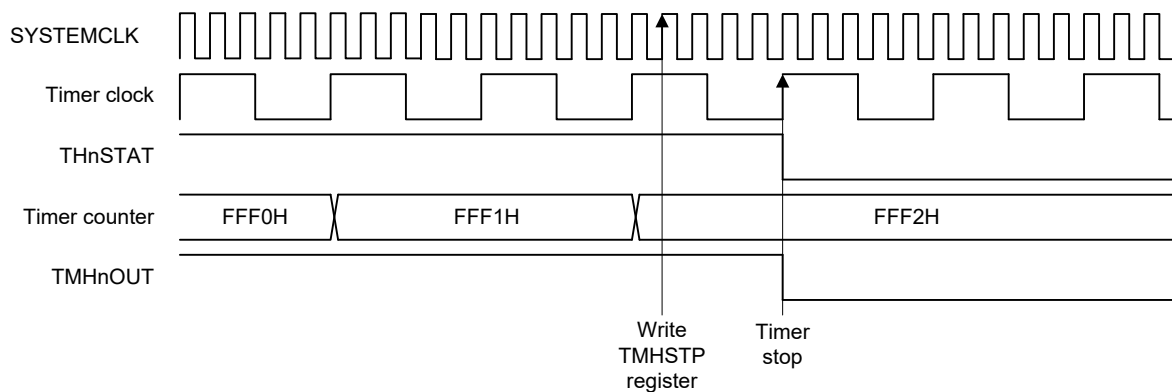 SYSTEMCLK
Timer clock
THnSTAT
Timer counter
FFF0H
FFF1H
FFF2H
TMHnOUT
Write
TMHSTP
register
Timer
stop